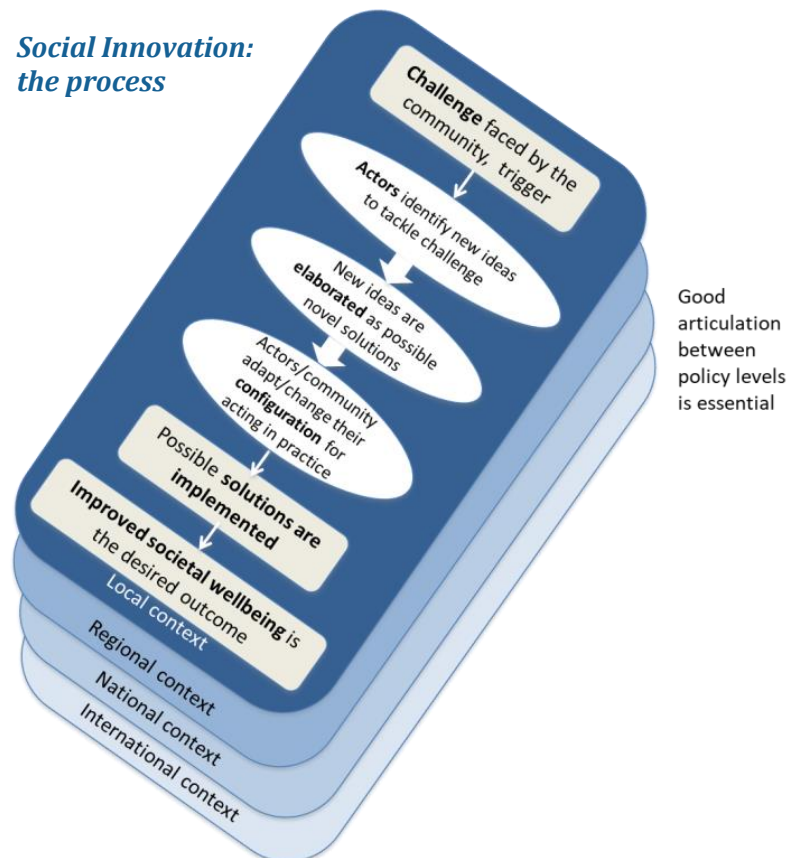 Social Innovation:
the process
Challenge faced by the
community, trigger
Actors identify new ideas
to tackle challenge
New ideas are
elaborated as possible
novel solutions
Actors/community
adapt/change their
configuration for
acting in practice
Possible solutions are
implemented
Improved societal wellbeing is
the desired outcome
Local context
Regional context
National context
International context
Good
articulation
between
policy levels
is essential